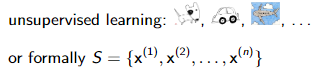 unsupervised learning: , , , ...
or formally S = {x⁽¹⁾, x⁽²⁾, ..., x⁽ⁿ⁾}